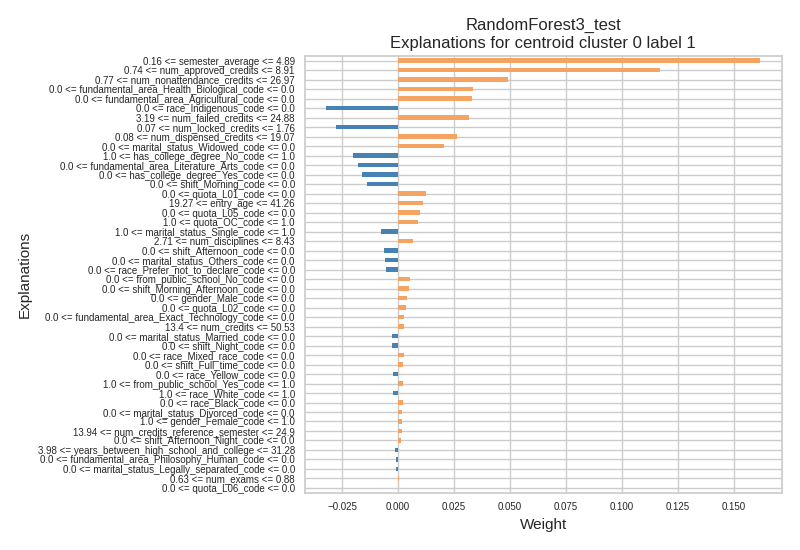 RandomForest3_test
Explanations for centroid cluster 0 label 1
0.16 <= semester_average <= 4.89
0.74 <= num_approved_credits <= 8.91
0.77 <= num_nonattendance_credits <= 26.97
0.0 <= fundamental_area_Health_Biological_code <= 0.0
0.0 <= fundamental_area_Agricultural_code <= 0.0
0.0 <= race_Indigenous_code <= 0.0
3.19 <= num_failed_credits <= 24.88
0.07 <= num_locked_credits <= 1.76
0.08 <= num_dispensed_credits <= 19.07
0.0 <= marital_status_Widowed_code <= 0.0
1.0 <= has_college_degree_No_code <= 1.0
0.0 <= fundamental_area_Literature_Arts_code <= 0.0
0.0 <= has_college_degree_Yes_code <= 0.0
0.0 <= shift_Morning_code <= 0.0
0.0 <= quota_L01_code <= 0.0
19.27 <= entry_age <= 41.26
0.0 <= quota_L05_code <= 0.0
1.0 <= quota_OC_code <= 1.0
1.0 <= marital_status_Single_code <= 1.0
2.71 <= num_disciplines <= 8.43
0.0 <= shift_Afternoon_code <= 0.0
0.0 <= marital_status_Others_code <= 0.0
0.0 <= race_Prefer_not_to_declare_code <= 0.0
0.0 <= from_public_school_No_code <= 0.0
0.0 <= shift_Morning_Afternoon_code <= 0.0
0.0 <= gender_Male_code <= 0.0
0.0 <= quota_L02_code <= 0.0
0.0 <= fundamental_area_Exact_Technology_code <= 0.0
13.4 <= num_credits <= 50.53
0.0 <= marital_status_Married_code <= 0.0
0.0 <= shift_Night_code <= 0.0
0.0 <= race_Mixed_race_code <= 0.0
0.0 <= shift_Full_time_code <= 0.0
0.0 <= race_Yellow_code <= 0.0
1.0 <= from_public_school_Yes_code <= 1.0
1.0 <= race_White_code <= 1.0
0.0 <= race_Black_code <= 0.0
0.0 <= marital_status_Divorced_code <= 0.0
1.0 <= gender_Female_code <= 1.0
13.94 <= num_credits_reference_semester <= 24.9
0.0 <= shift_Afternoon_Night_code <= 0.0
3.98 <= years_between_high_school_and_college <= 31.28
0.0 <= fundamental_area_Philosophy_Human_code <= 0.0
0.0 <= marital_status_Legally_separated_code <= 0.0
0.63 <= num_exams <= 0.88
0.0 <= quota_L06_code <= 0.0
Explanations
−0.025 0.000 0.025 0.050 0.075 0.100 0.125 0.150
Weight